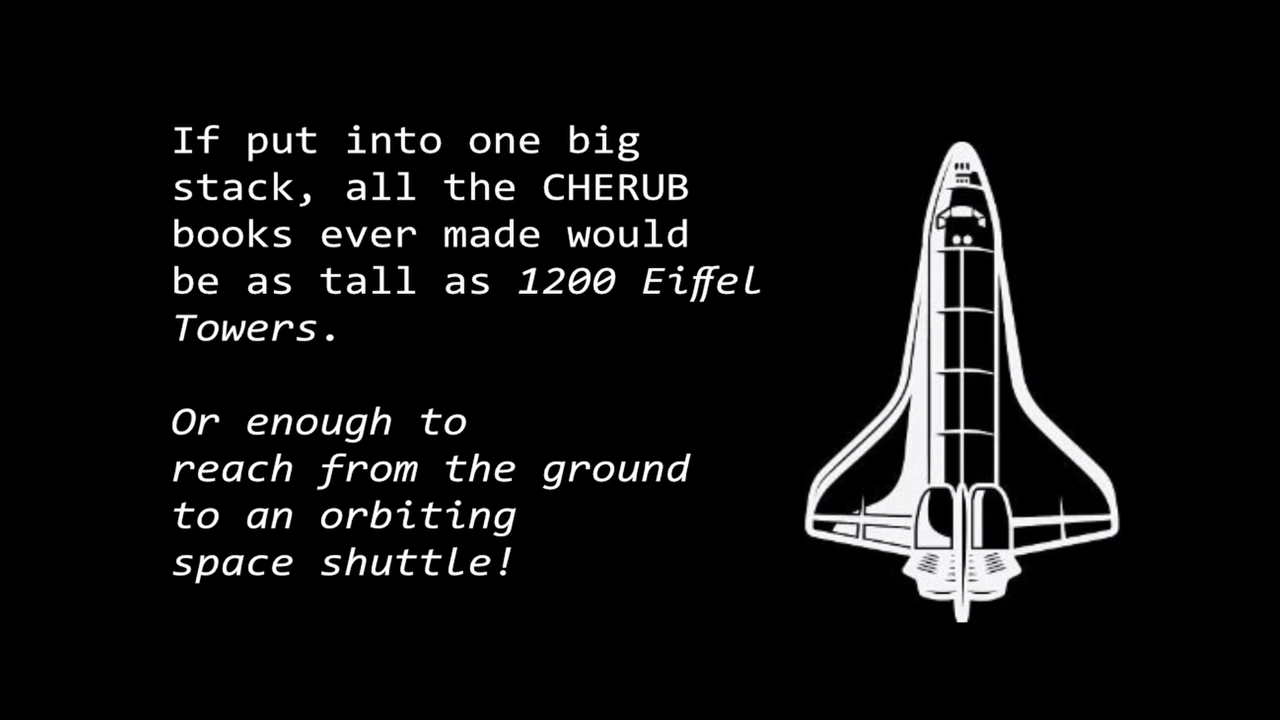 If put into one big
stack, all the CHERUB
books ever made would
be as tall as 1200 Eiffel
Towers.
Or enough to
reach from the ground
to an orbiting
space shuttle!